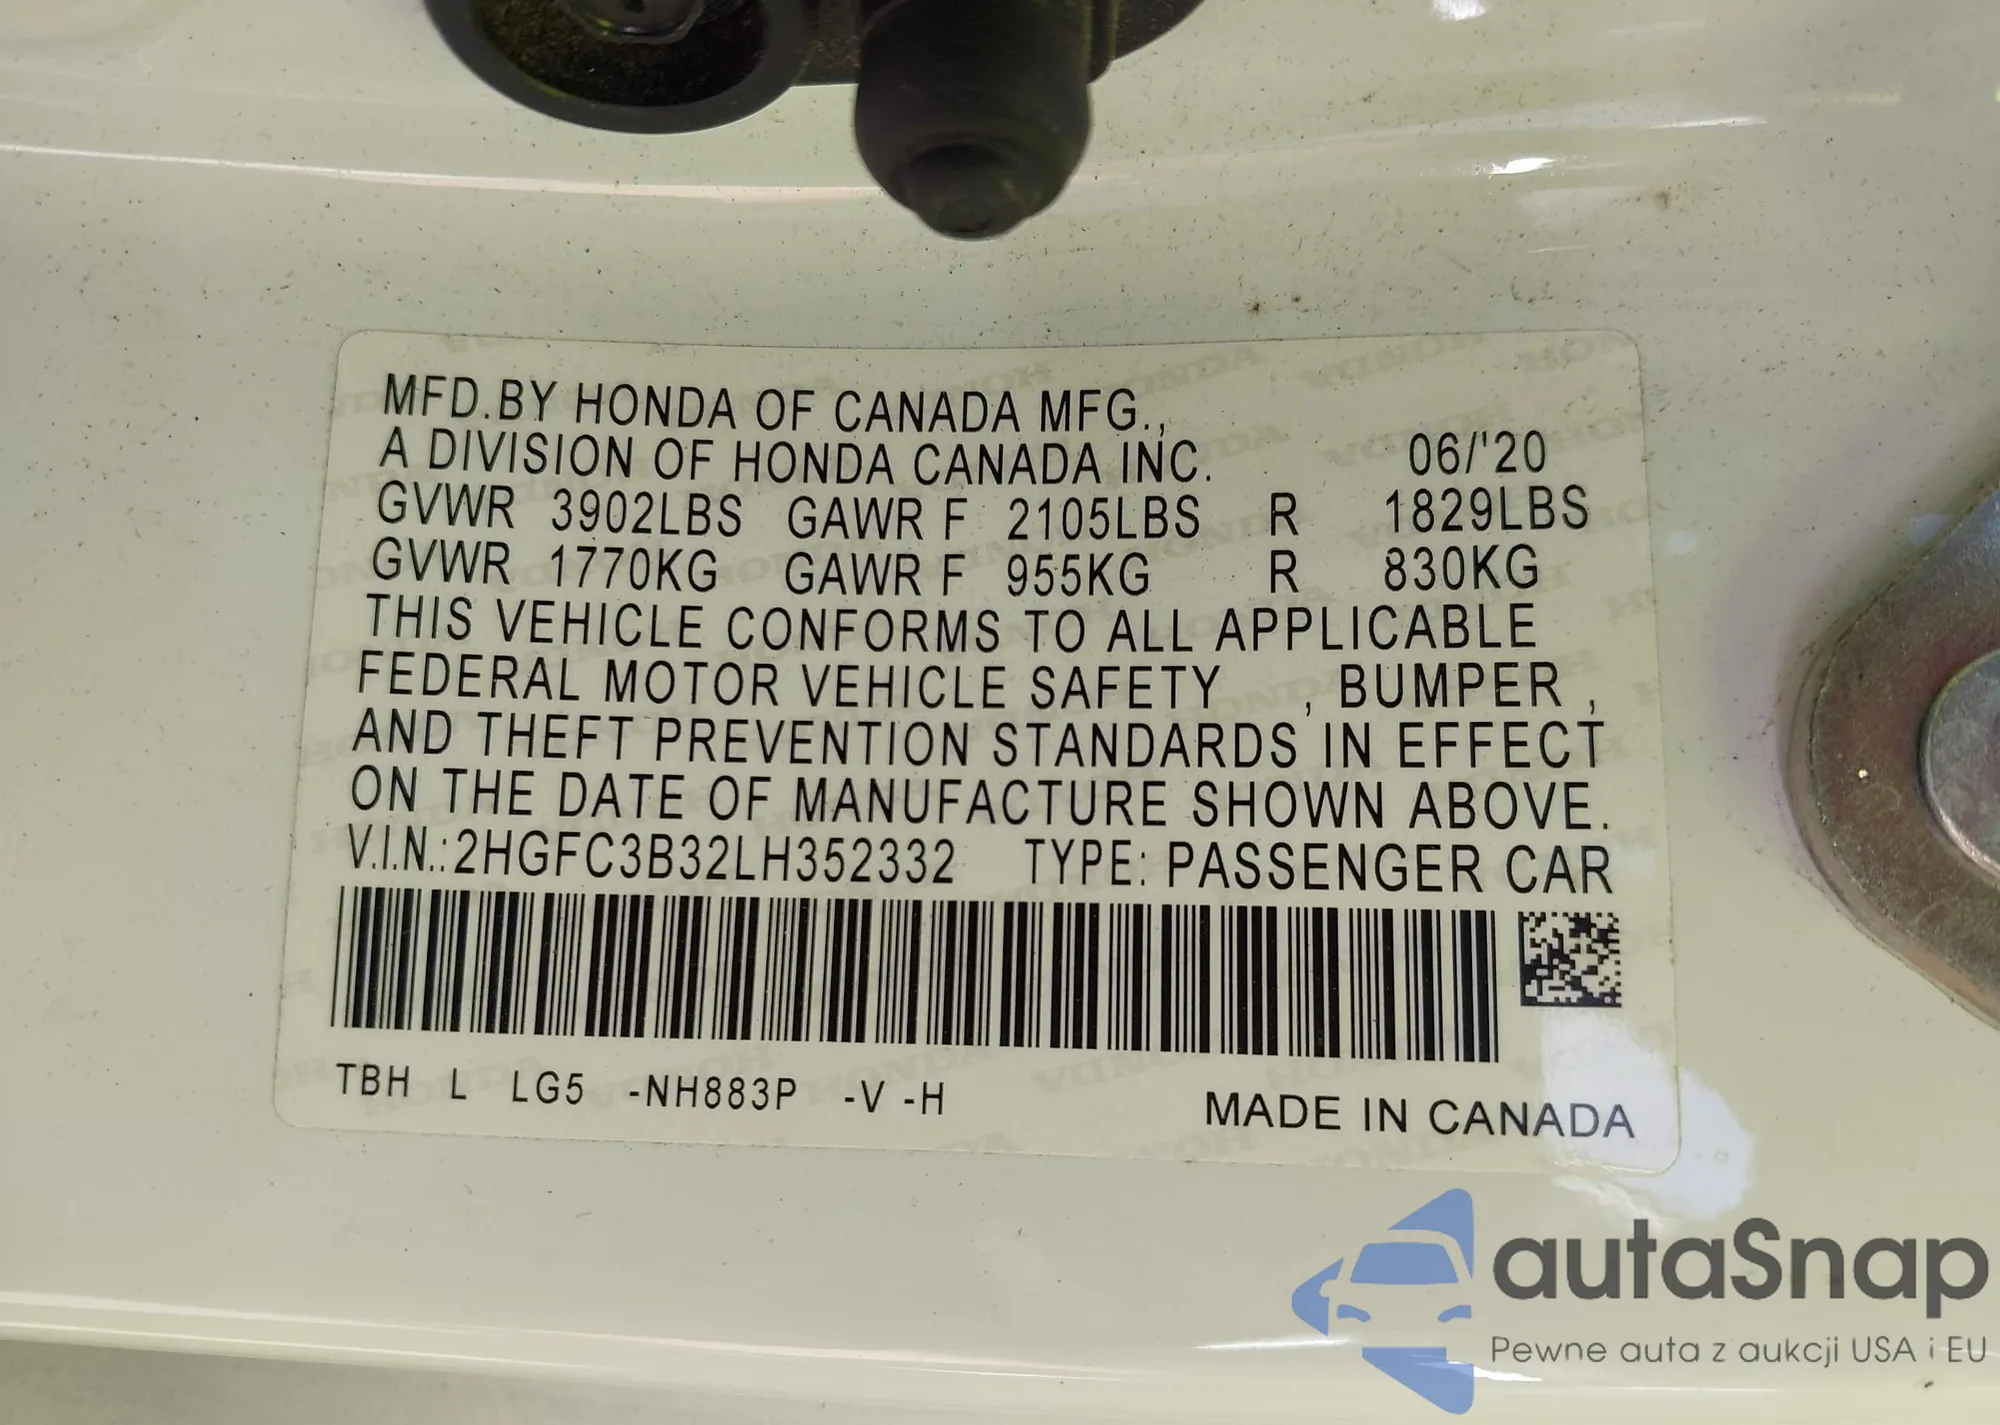 MFD.BY HONDA OF CANADA MFG.,
A DIVISION OF HONDA CANADA INC. 06/'20
GVWR 3902LBS GAWR F 2105LBS R 1829LBS
GVWR 1770KG GAWR F 955KG R 830KG
THIS VEHICLE CONFORMS TO ALL APPLICABLE
FEDERAL MOTOR VEHICLE SAFETY , BUMPER ,
AND THEFT PREVENTION STANDARDS IN EFFECT
ON THE DATE OF MANUFACTURE SHOWN ABOVE.
V.I.N.:2HGFC3B32LH352332 TYPE: PASSENGER CAR
TBH L LG5 -NH883P -V -H
MADE IN CANADA
autaSnap
Pewne auta z aukcji USA i EU